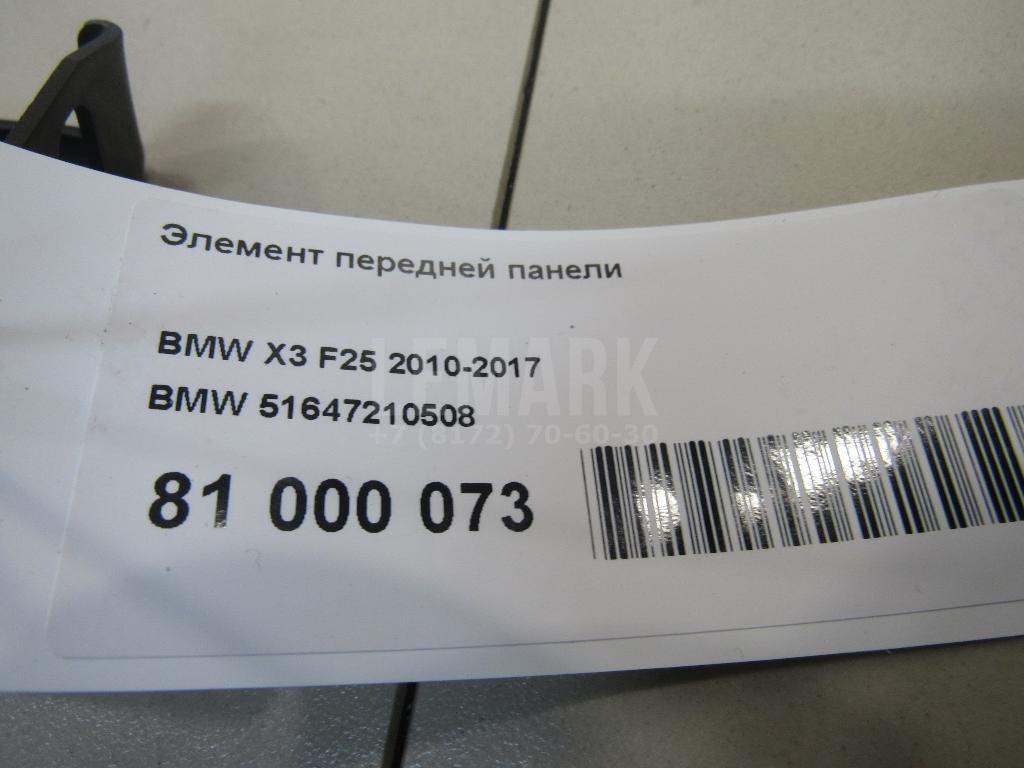 Элемент передней панели
BMW X3 F25 2010-2017
BMW 51647210508
LEMARK
+7 (8172) 70-60-30
81 000 073